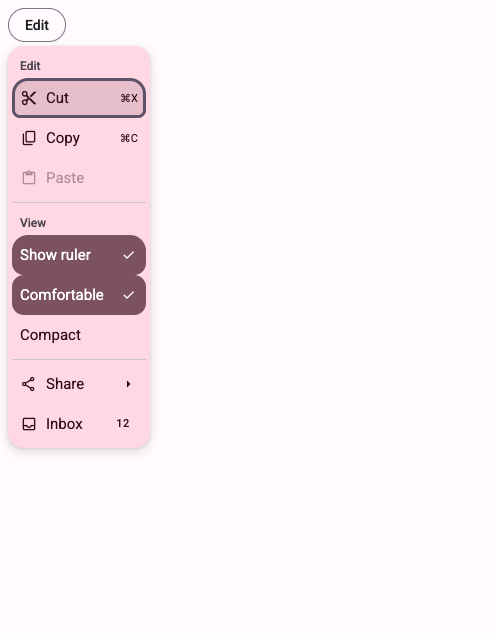 Edit
Edit
Cut ⌘X
Copy ⌘C
Paste
View
Show ruler
Comfortable
Compact
Share
Inbox 12